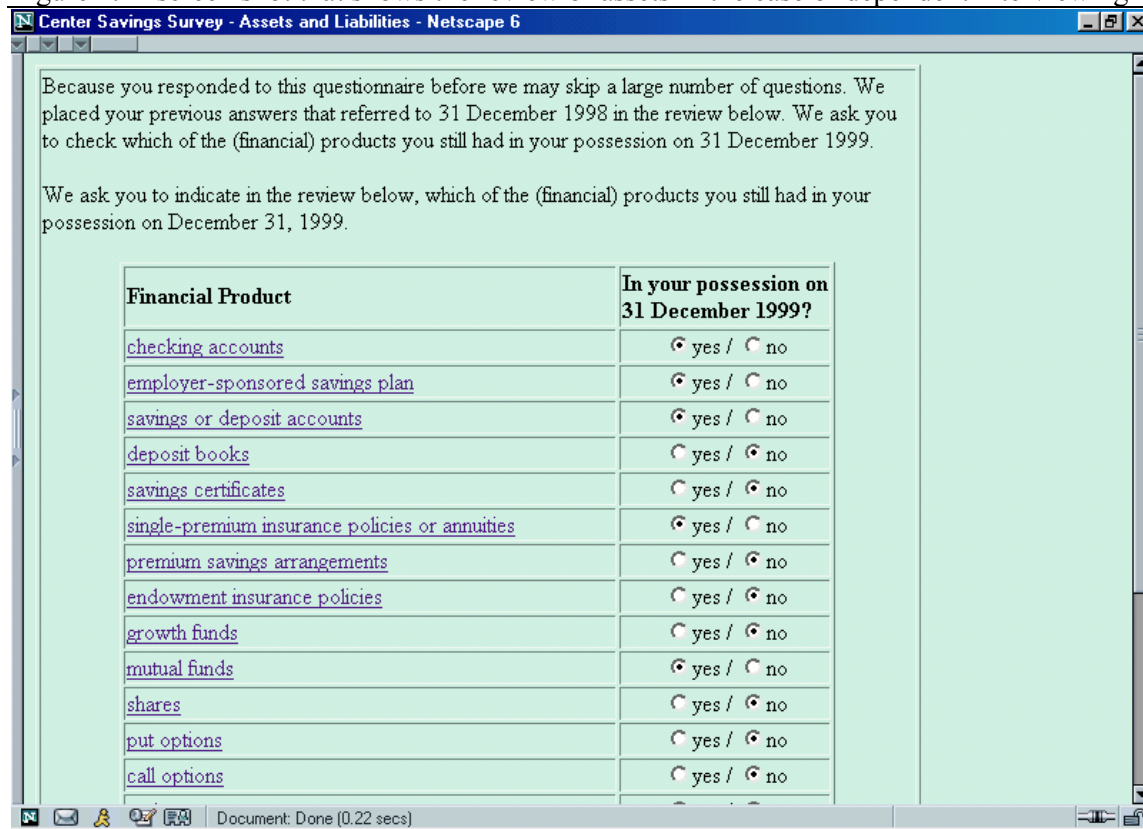 Center Savings Survey - Assets and Liabilities - Netscape 6
Because you responded to this questionnaire before we may skip a large number of questions. We
placed your previous answers that referred to 31 December 1998 in the review below. We ask you
to check which of the (financial) products you still had in your possession on 31 December 1999.
We ask you to indicate in the review below, which of the (financial) products you still had in your
possession on December 31, 1999.
Financial Product
In your possession on
31 December 1999?
checking accounts yes / no
employer-sponsored savings plan yes / no
savings or deposit accounts yes / no
deposit books yes / no
savings certificates yes / no
single-premium insurance policies or annuities yes / no
premium savings arrangements yes / no
endowment insurance policies yes / no
growth funds yes / no
mutual funds yes / no
shares yes / no
put options yes / no
call options yes / no
Document: Done (0.22 secs)